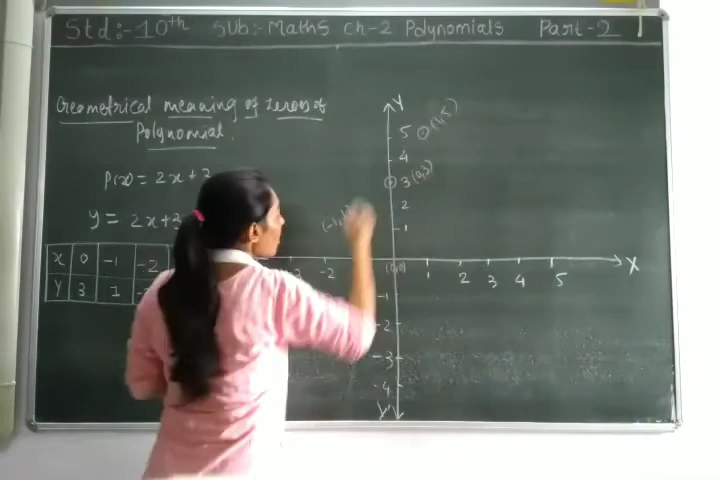 Std:- 10th Sub:- Maths Ch-2 Polynomials Part-2
Geometrical meaning of zeros of
Polynomial.
P(x) = 2x+3
y = 2x+3
X 0 -1 -2
Y 3 1
Y
5 (1,5)
4
3 (0,3)
2
1
-2 (0,0) 1 2 3 4 5 X
-1
-2
-3
-4
Y'